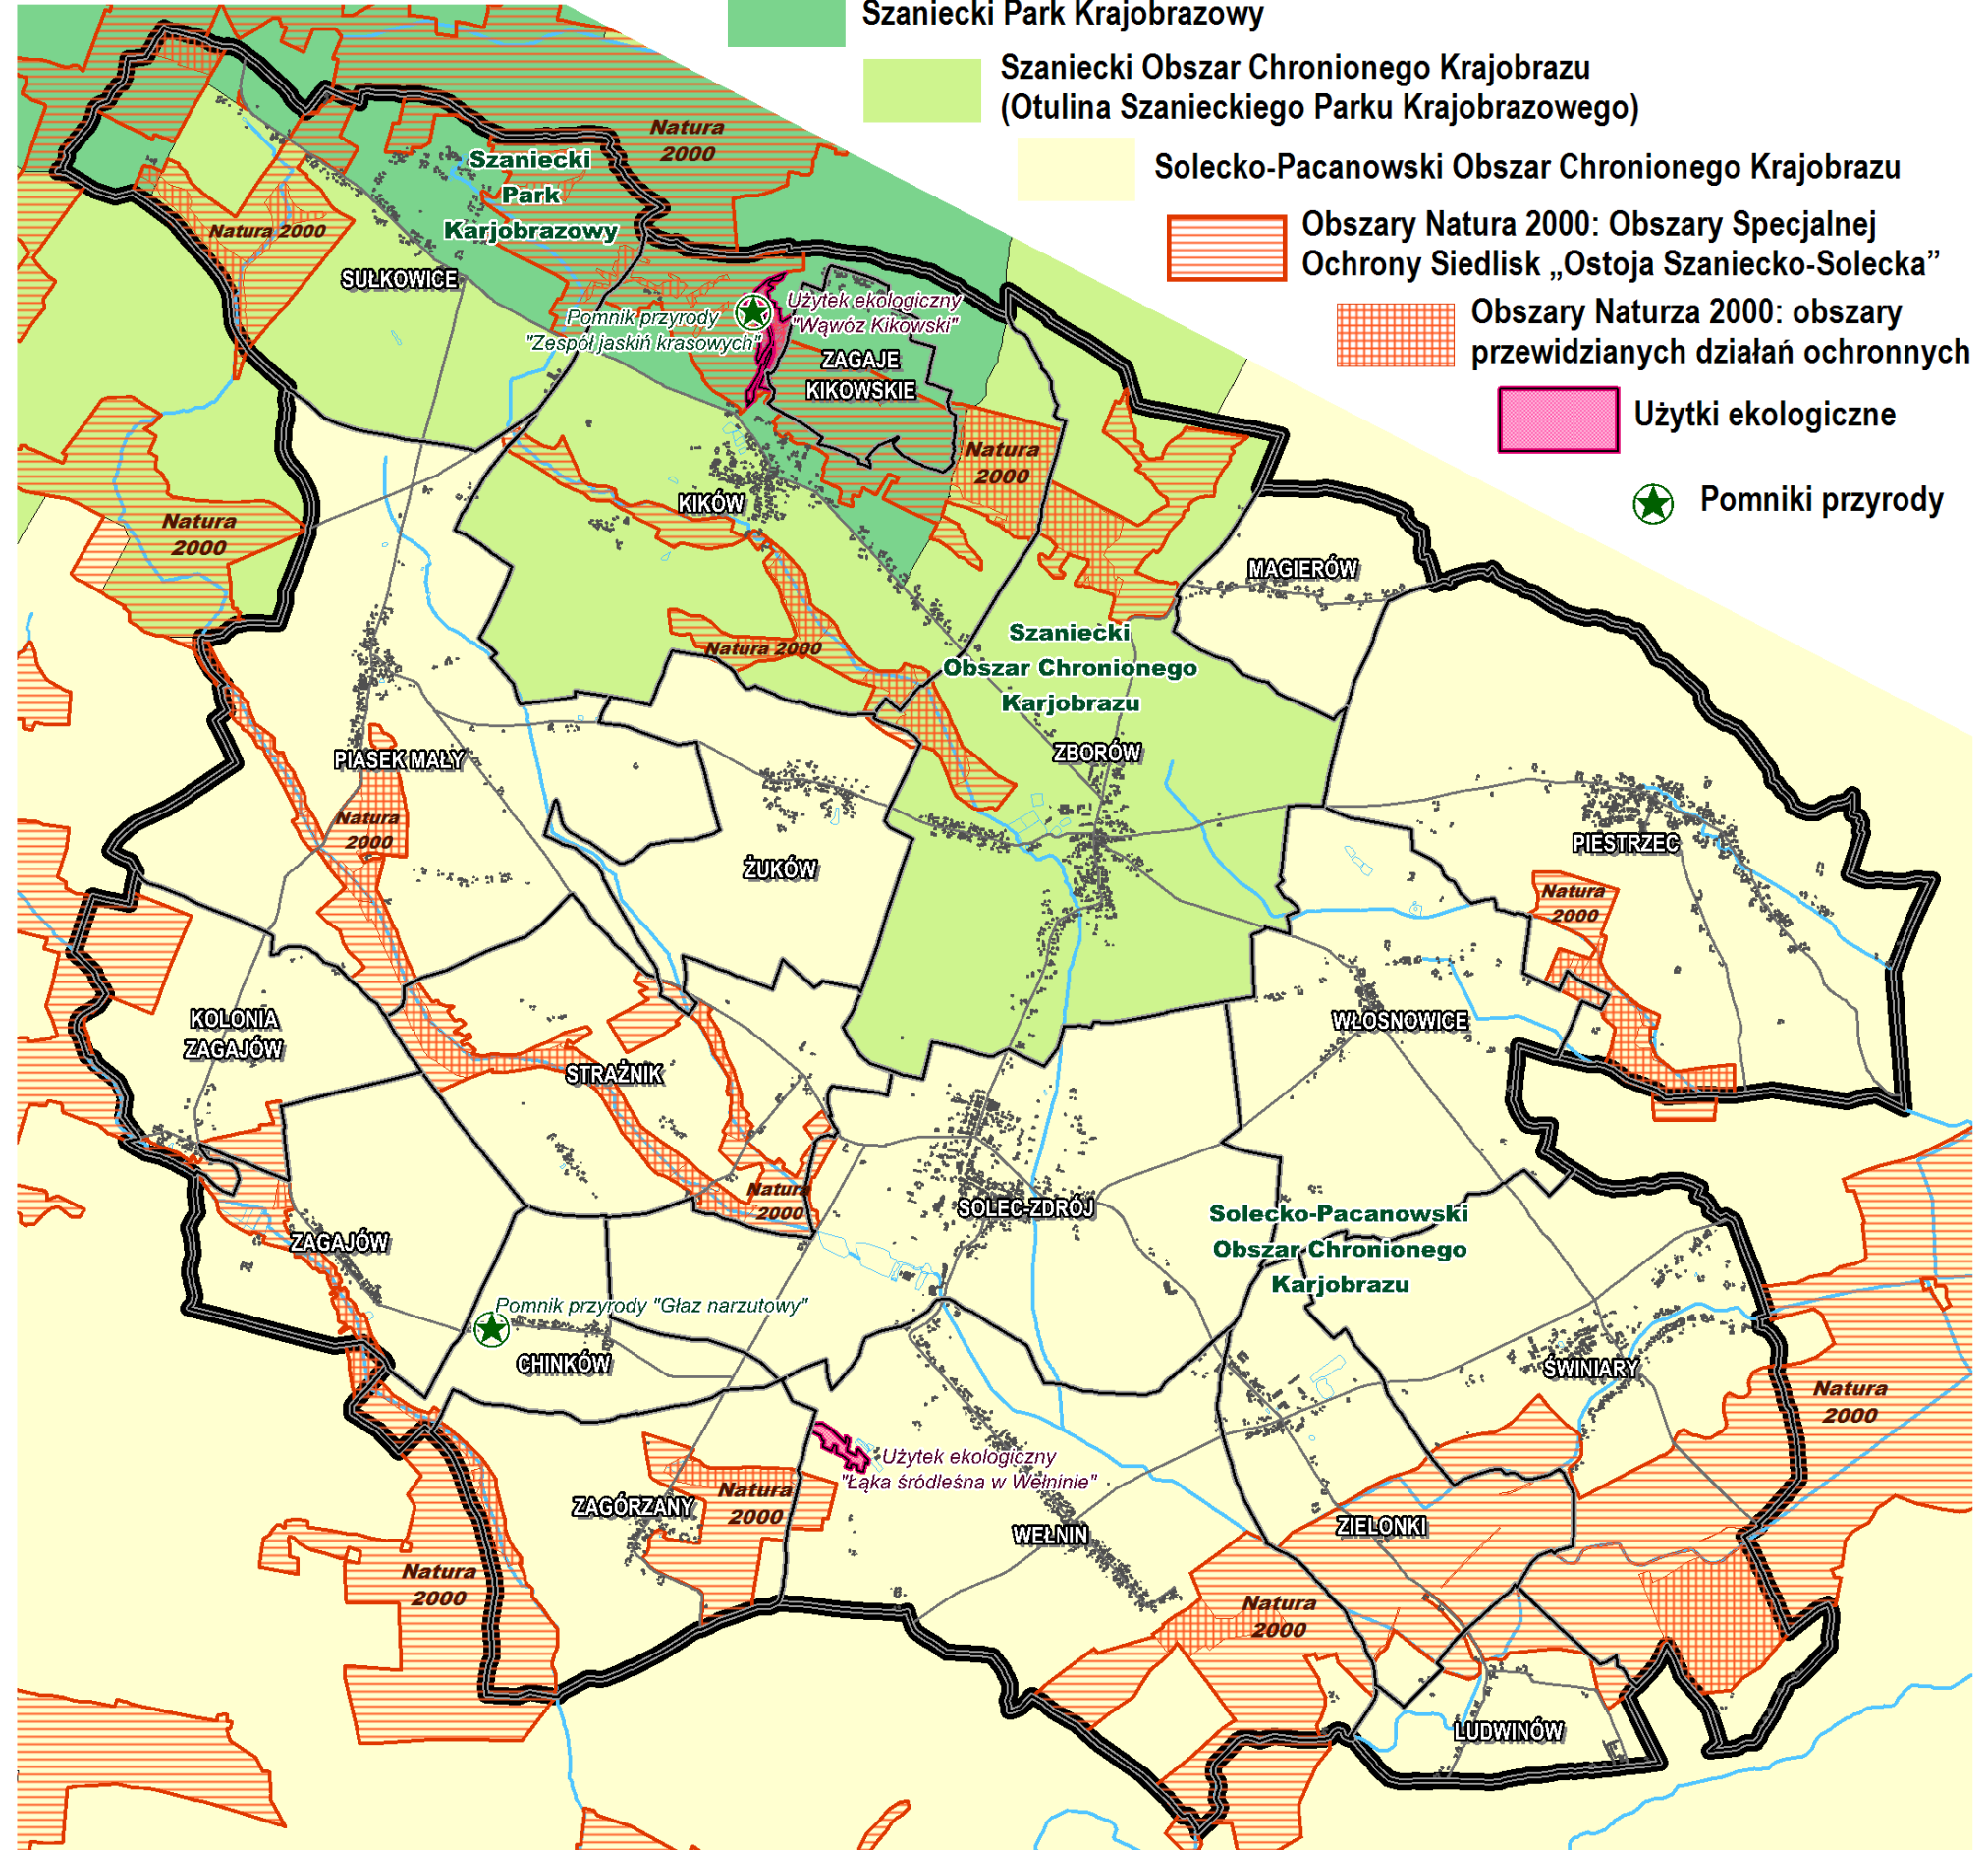 Szaniecki Park Krajobrazowy
Szaniecki Obszar Chronionego Krajobrazu
(Otulina Szanieckiego Parku Krajobrazowego)
Solecko-Pacanowski Obszar Chronionego Krajobrazu
Obszary Natura 2000: Obszary Specjalnej
Ochrony Siedlisk „Ostoja Szaniecko-Solecka”
Obszary Naturza 2000: obszary
przewidzianych działań ochronnych
Użytki ekologiczne
Pomniki przyrody
Natura
2000
Szaniecki
Park
Karjobrazowy
Natura 2000
SUŁKOWICE
Użytek ekologiczny
"Wąwóz Kikowski"
Pomnik przyrody
"Zespół jaskiń krasowych"
ZAGAJE
KIKOWSKIE
Natura
2000
KIKÓW
Natura
2000
MAGIERÓW
Szaniecki
Obszar Chronionego
Karjobrazu
Natura 2000
ZBORÓW
PIASEK MAŁY
Natura
2000
PIESTRZEC
ŻUKÓW
Natura
2000
KOLONIA
ZAGAJÓW
WŁOSNOWICE
STRAŻNIK
Natura
2000
SOLEC-ZDRÓJ
Solecko-Pacanowski
Obszar Chronionego
Karjobrazu
ZAGAJÓW
Pomnik przyrody "Głaz narzutowy"
CHINKÓW
ŚWINIARY
Natura
2000
Użytek ekologiczny
"Łąka śródleśna w Wełninie"
Natura
2000
ZAGÓRZANY
WEŁNIN
ZIELONKI
Natura
2000
Natura
2000
LUDWINÓW